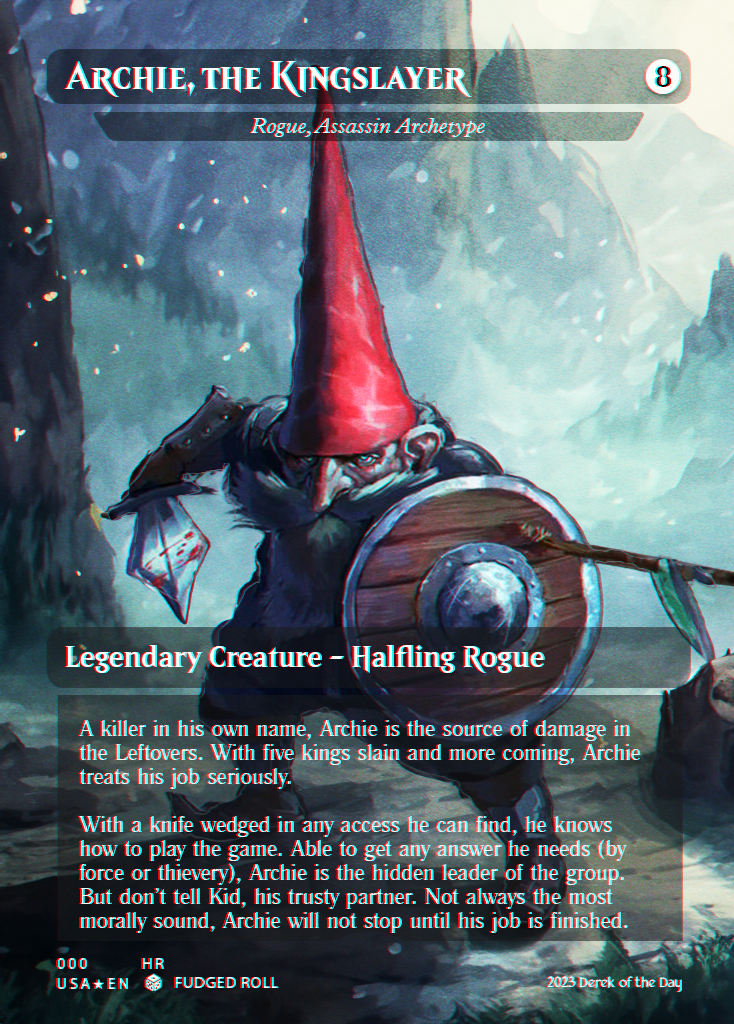 Archie, the Kingslayer
8
Rogue, Assassin Archetype
Legendary Creature – Halfling Rogue
A killer in his own name, Archie is the source of damage in
the Leftovers. With five kings slain and more coming, Archie
treats his job seriously.
With a knife wedged in any access he can find, he knows
how to play the game. Able to get any answer he needs (by
force or thievery), Archie is the hidden leader of the group.
But don't tell Kid, his trusty partner. Not always the most
morally sound, Archie will not stop until his job is finished.
000 HR
USA★EN FUDGED ROLL
2023 Derek of the Day